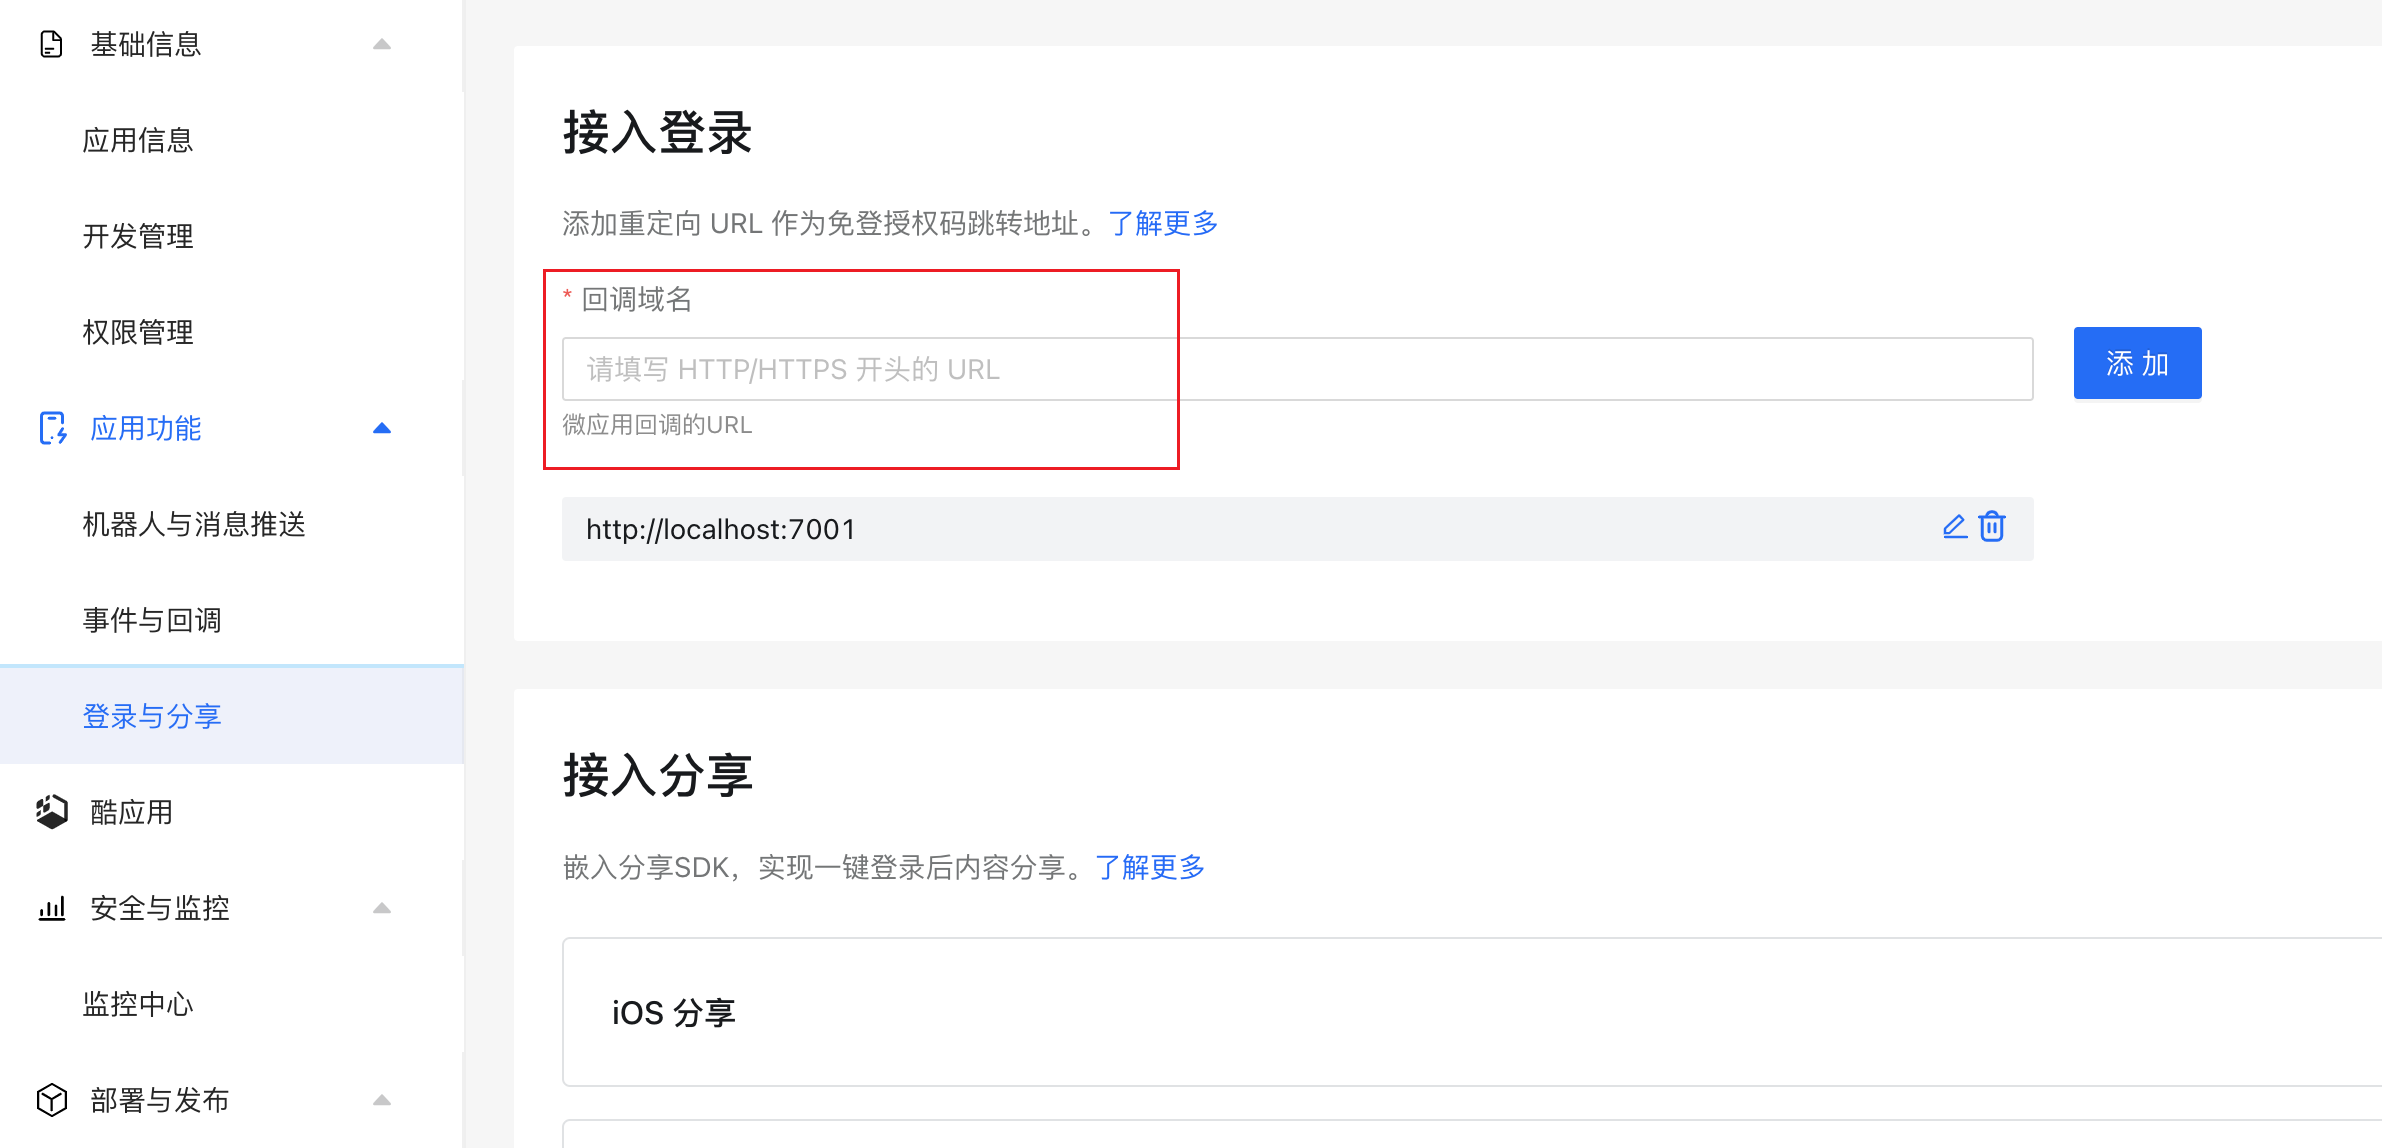 基础信息
应用信息
开发管理
权限管理
应用功能
机器人与消息推送
事件与回调
登录与分享
酷应用
安全与监控
监控中心
部署与发布
接入登录
添加重定向 URL 作为免登授权码跳转地址。了解更多
* 回调域名
请填写 HTTP/HTTPS 开头的 URL
添 加
微应用回调的URL
http://localhost:7001
接入分享
嵌入分享SDK，实现一键登录后内容分享。了解更多
iOS 分享